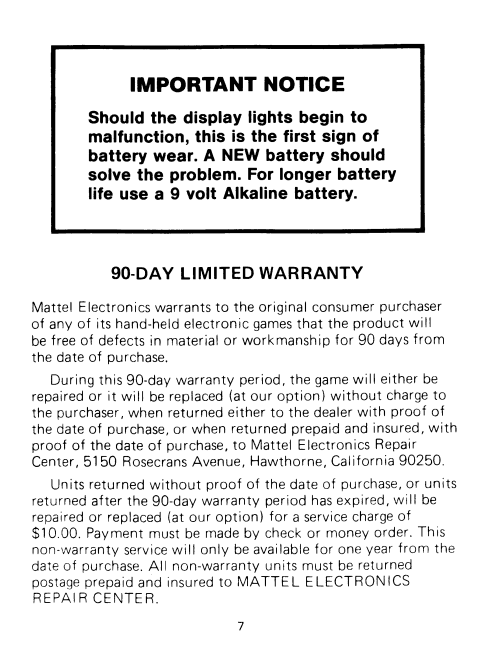 IMPORTANT NOTICE
Should the display lights begin to
malfunction, this is the first sign of
battery wear. A NEW battery should
solve the problem. For longer battery
life use a 9 volt Alkaline battery.
90-DAY LIMITED WARRANTY
Mattel Electronics warrants to the original consumer purchaser
of any of its hand-held electronic games that the product will
be free of defects in material or workmanship for 90 days from
the date of purchase.
During this 90-day warranty period, the game will either be
repaired or it will be replaced (at our option) without charge to
the purchaser, when returned either to the dealer with proof of
the date of purchase, or when returned prepaid and insured, with
proof of the date of purchase, to Mattel Electronics Repair
Center, 5150 Rosecrans Avenue, Hawthorne, California 90250.
Units returned without proof of the date of purchase, or units
returned after the 90-day warranty period has expired, will be
repaired or replaced (at our option) for a service charge of
$10.00. Payment must be made by check or money order. This
non-warranty service will only be available for one year from the
date of purchase. All non-warranty units must be returned
postage prepaid and insured to MATTEL ELECTRONICS
REPAIR CENTER.
7